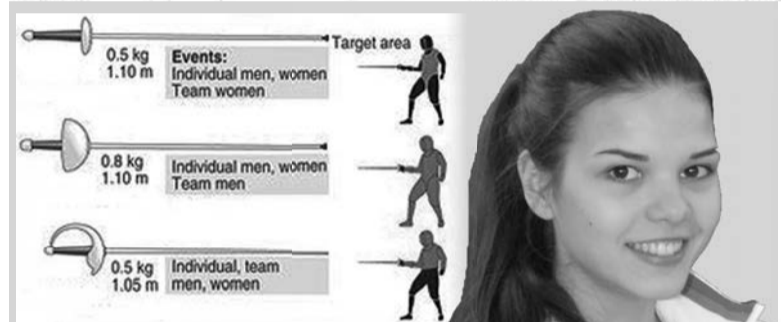 Target area
0.5 kg
1.10 m
Events:
Individual men, women
Team women
0.8 kg
1.10 m
Individual men, women
Team men
0.5 kg
1.05 m
Individual, team
men, women